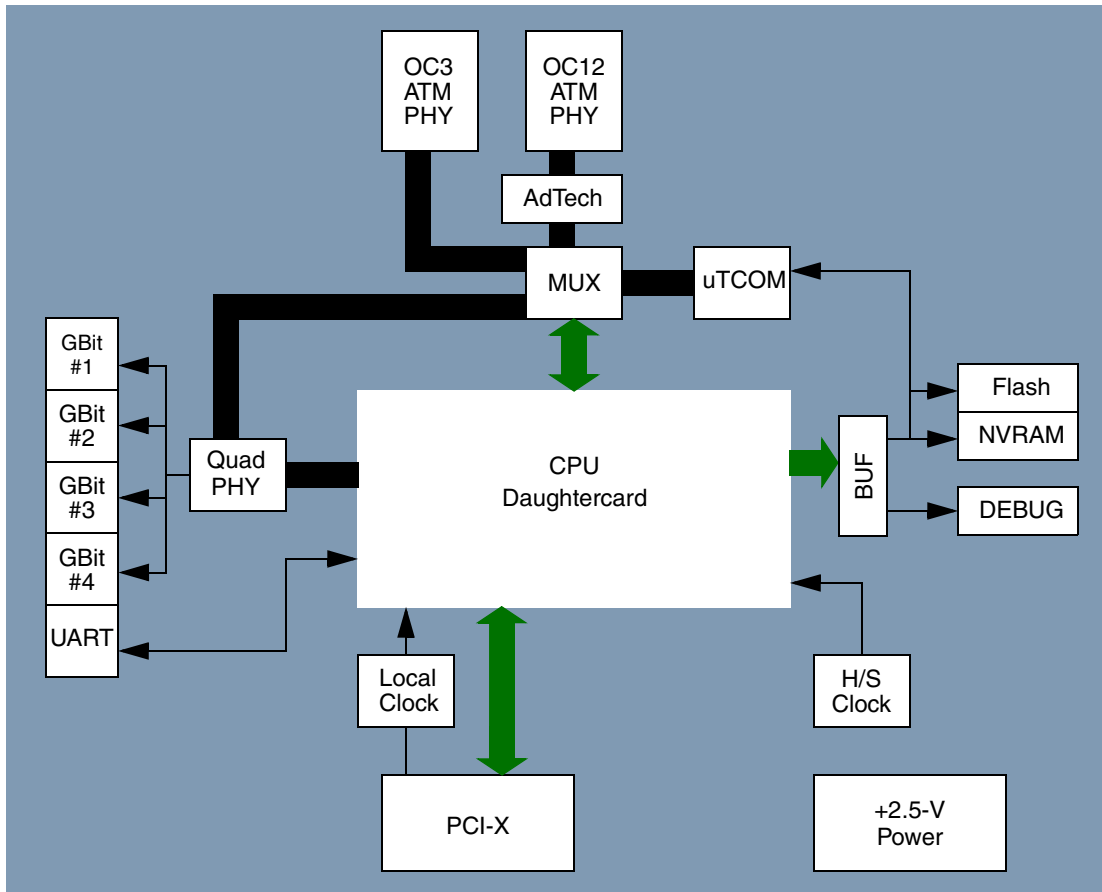 OC3
ATM
PHY
OC12
ATM
PHY
AdTech
MUX
uTCOM
GBit
#1
GBit
#2
GBit
#3
GBit
#4
UART
Quad
PHY
CPU
Daughtercard
BUF
Flash
NVRAM
DEBUG
Local
Clock
H/S
Clock
PCI-X
+2.5-V
Power